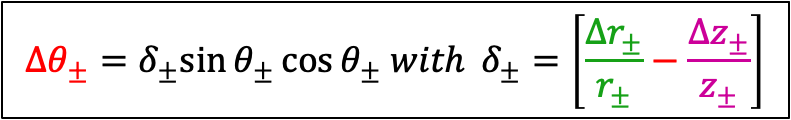 Δθ± = δ± sin θ± cos θ± with δ± = [Δr±/r± − Δz±/z±]